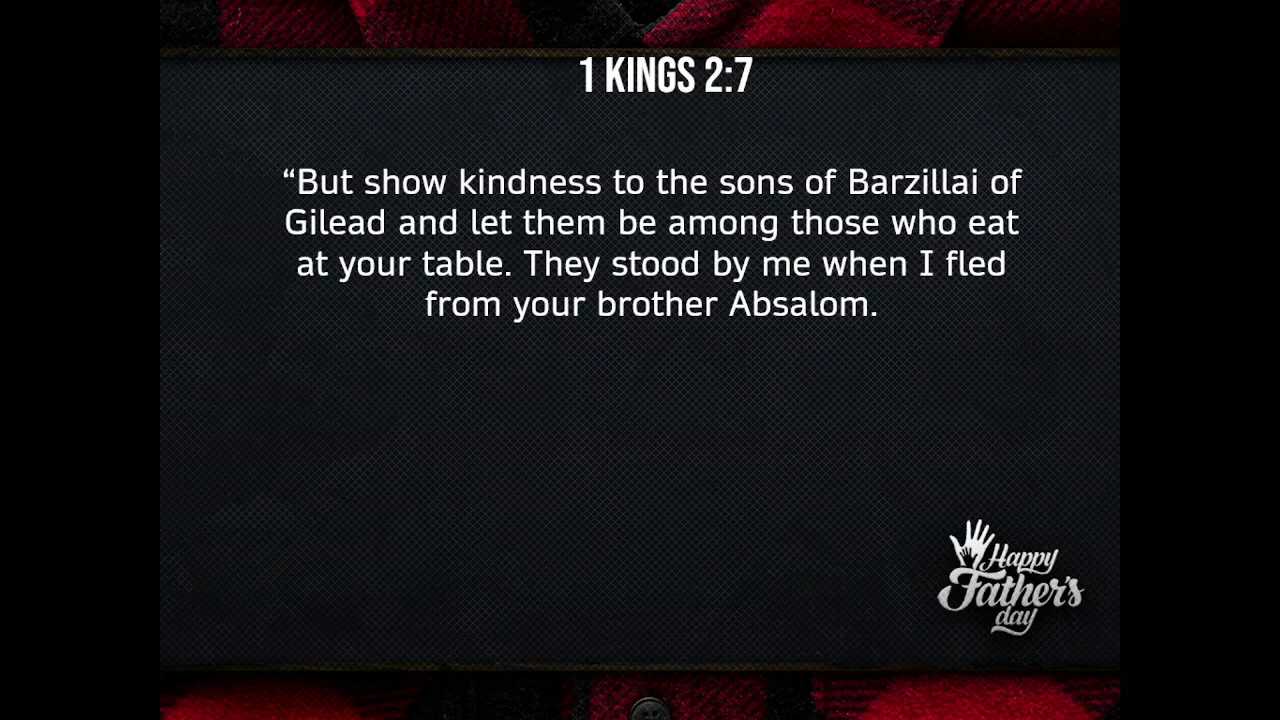 1 KINGS 2:7
“But show kindness to the sons of Barzillai of
Gilead and let them be among those who eat
at your table. They stood by me when I fled
from your brother Absalom.
Happy
Father's
day